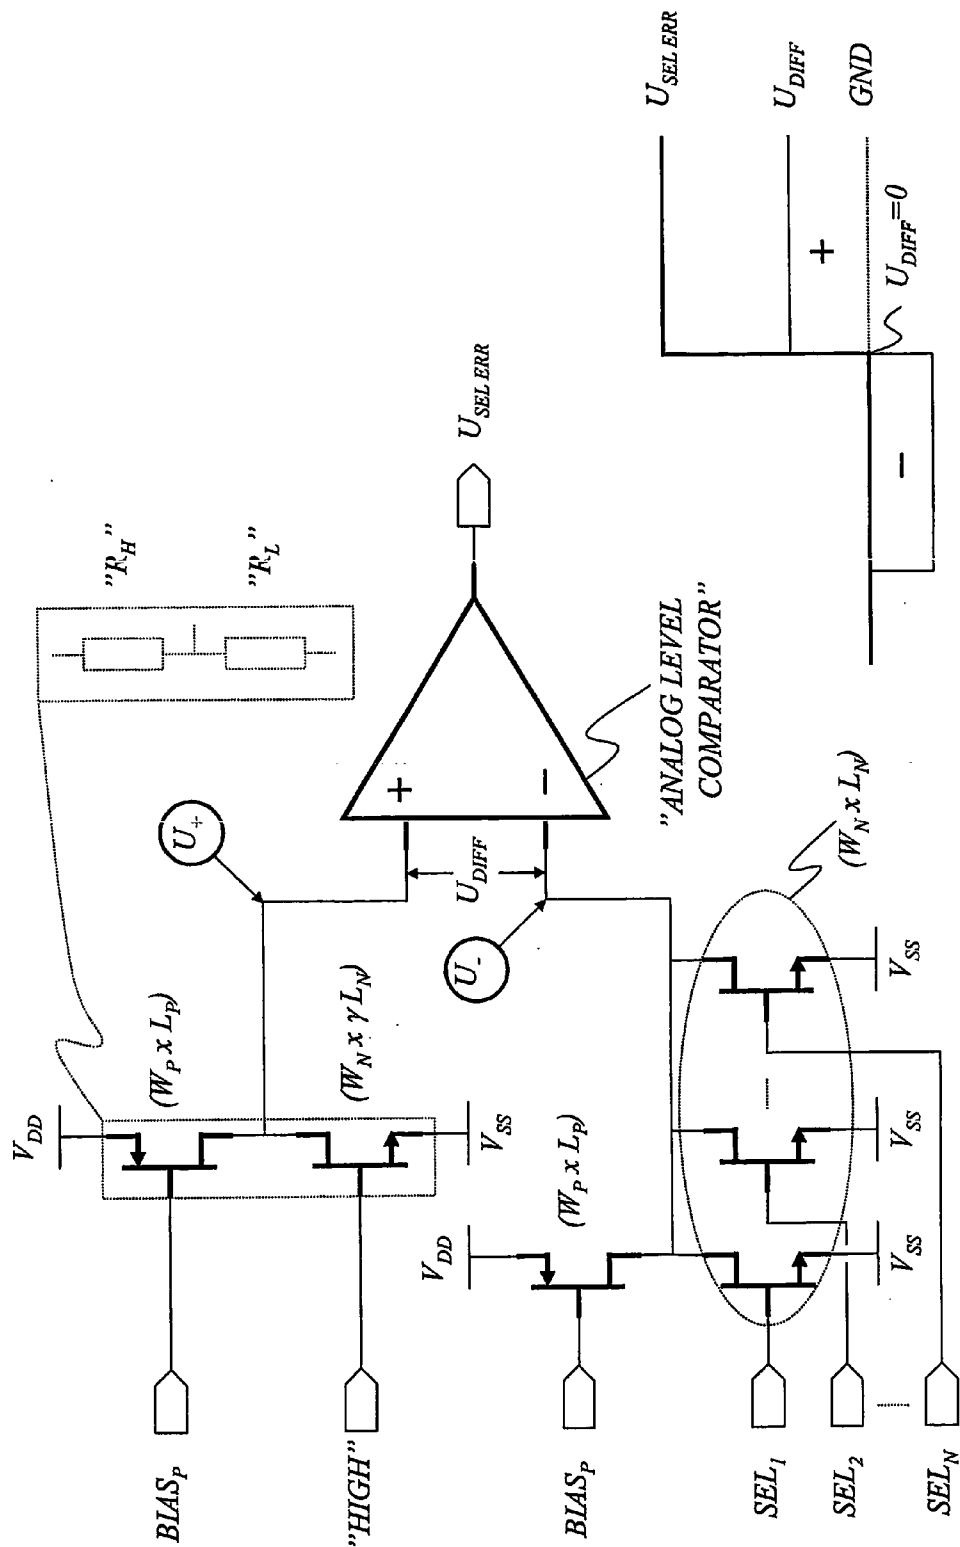 V_DD
(W_P x L_P)
BIAS_P
"HIGH"
(W_N x γ L_N)
V_SS
"R_H"
"R_L"
U_+
U_-
U_DIFF
+
−
U_SEL ERR
"ANALOG LEVEL
COMPARATOR"
V_DD
(W_P x L_P)
BIAS_P
SEL_1
SEL_2
SEL_N
V_SS
V_SS
V_SS
(W_N x L_N)
U_SEL ERR
U_DIFF
GND
+
−
U_DIFF=0